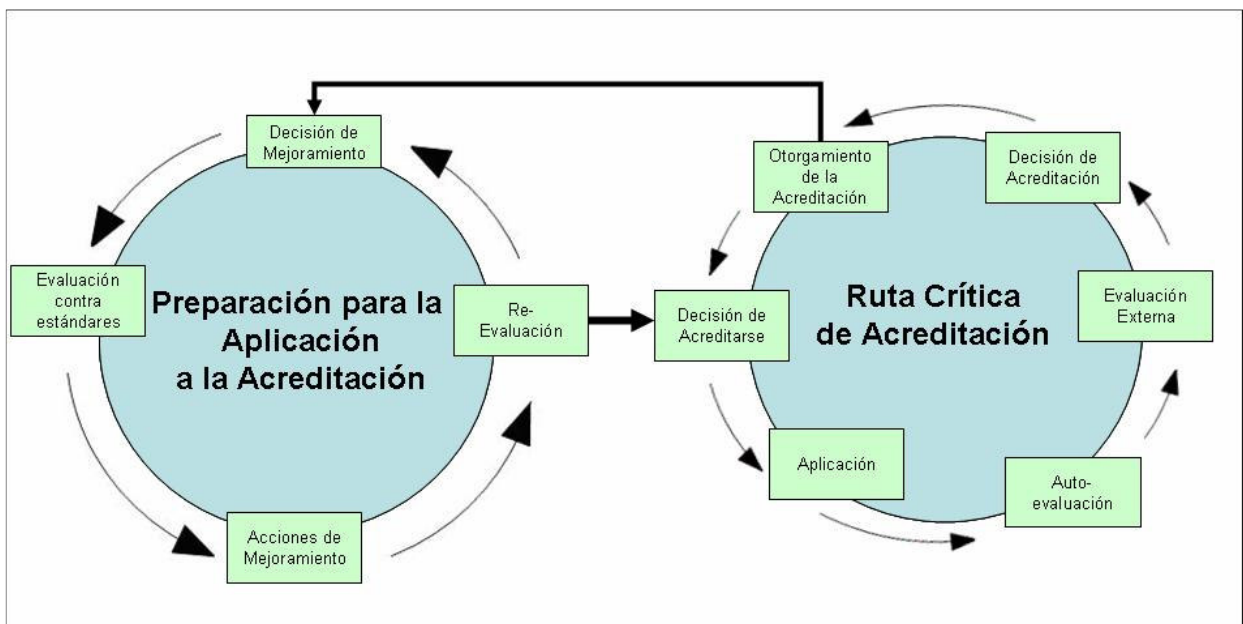 Decisión de
Mejoramiento
Evaluación
contra
estándares
Preparación para la
Aplicación
a la Acreditación
Re-
Evaluación
Acciones de
Mejoramiento
Otorgamiento
de la
Acreditación
Decisión de
Acreditación
Decisión de
Acreditarse
Ruta Crítica
de Acreditación
Evaluación
Externa
Aplicación
Auto-
evaluación